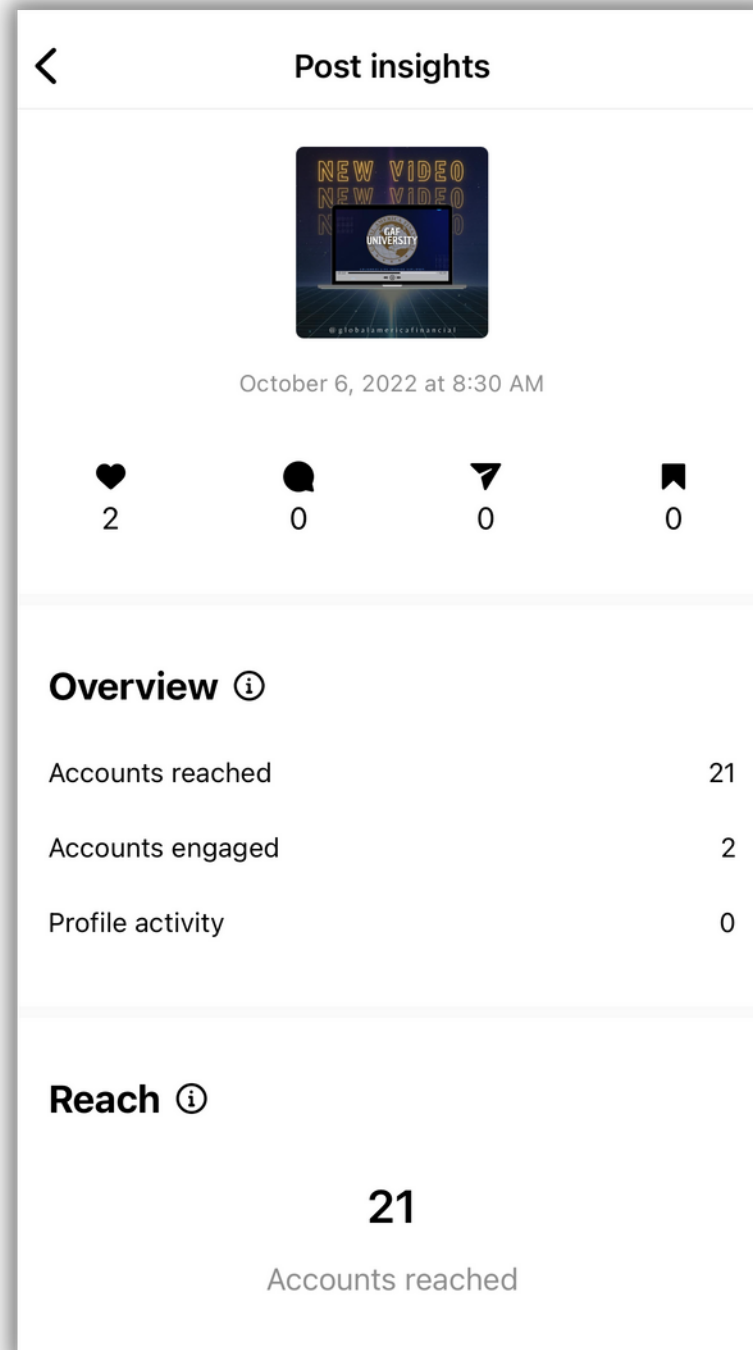 Post insights
NEW ViDEO
NEW ViDEO
GAF
UNIVERSITY
@globalamericafinancial
October 6, 2022 at 8:30 AM
2 0 0 0
Overview
Accounts reached 21
Accounts engaged 2
Profile activity 0
Reach
21
Accounts reached